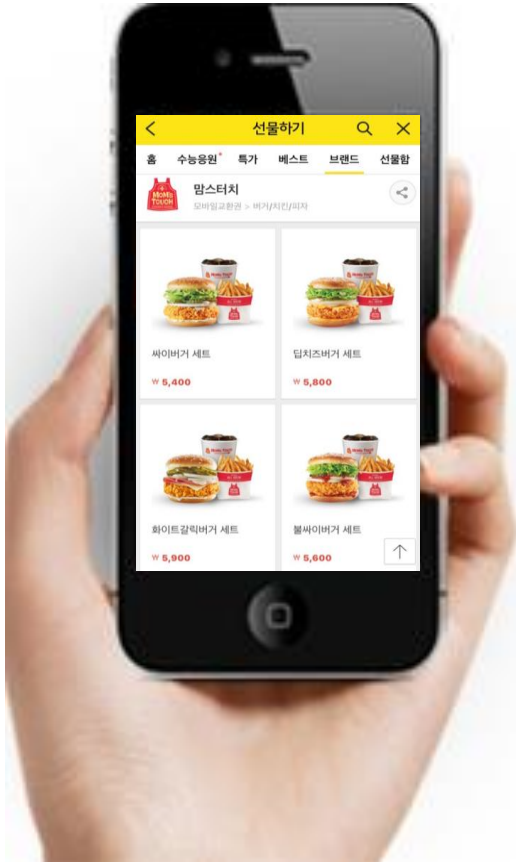 선물하기
홈 수능응원 특가 베스트 브랜드 선물함
MOM'S
TOUCH
맘스터치
모바일교환권 > 버거/치킨/피자
싸이버거 세트
₩ 5,400
딥치즈버거 세트
₩ 5,800
화이트갈릭버거 세트
₩ 5,900
불싸이버거 세트
₩ 5,600